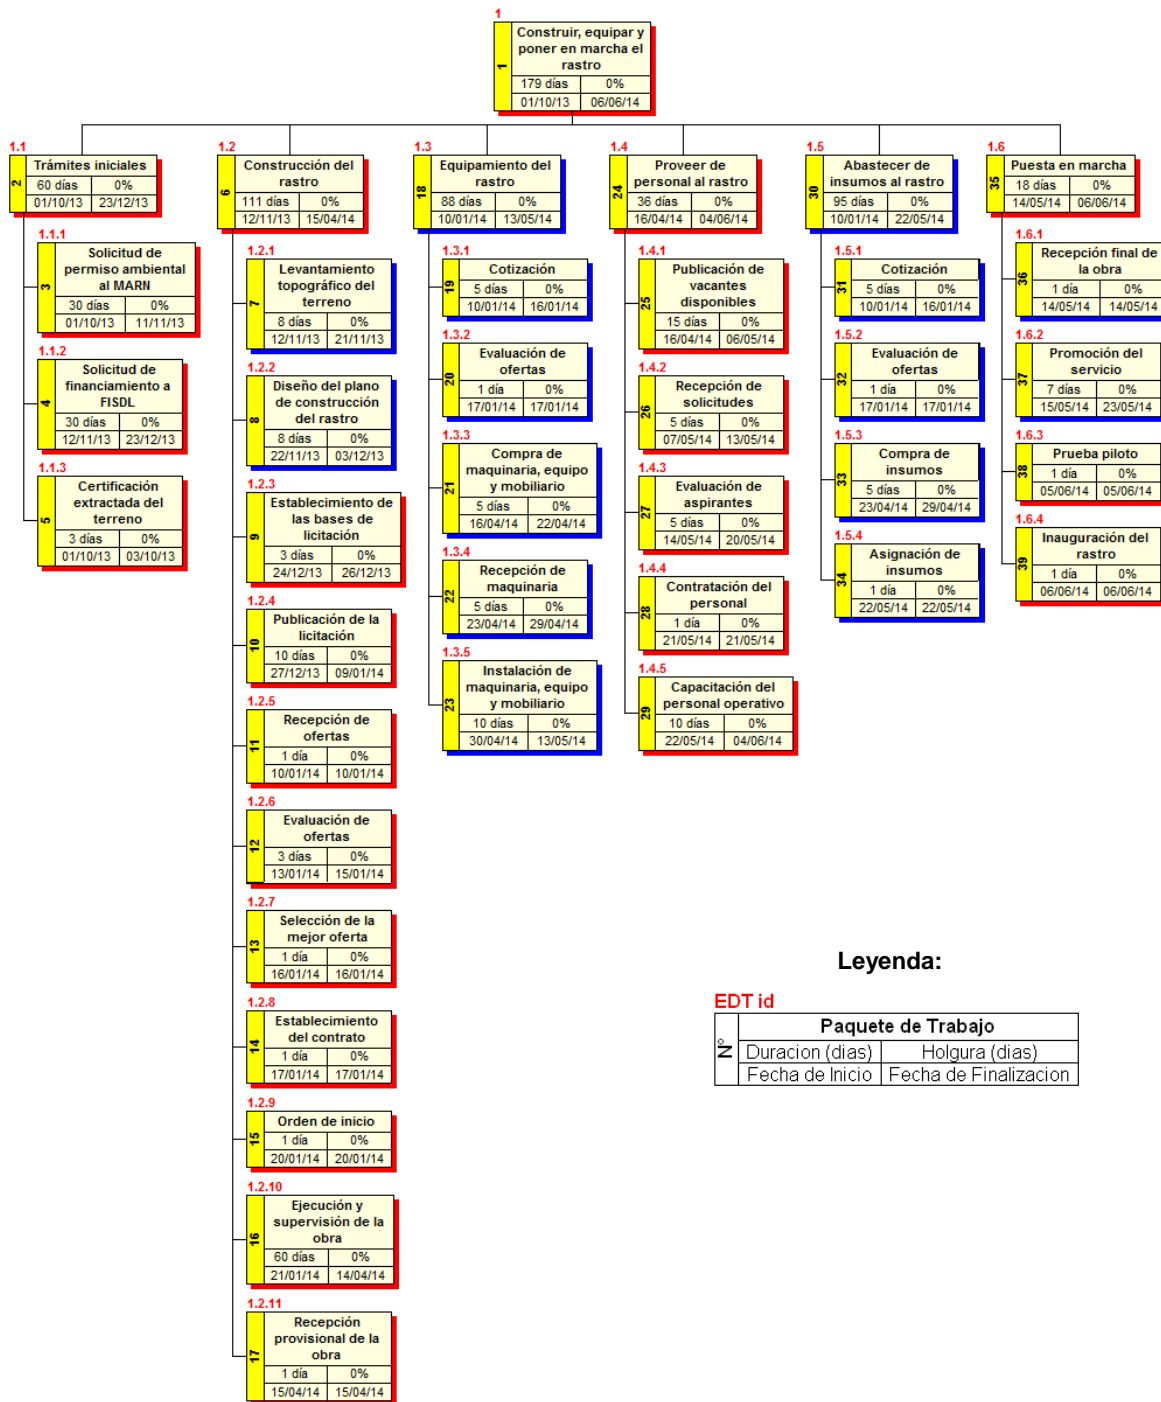 1
1
Construir, equipar y
poner en marcha el
rastro
179 días 0%
01/10/13 06/06/14
1.1
2
Trámites iniciales
60 días 0%
01/10/13 23/12/13
1.1.1
3
Solicitud de
permiso ambiental
al MARN
30 días 0%
01/10/13 11/11/13
1.1.2
4
Solicitud de
financiamiento a
FISDL
30 días 0%
12/11/13 23/12/13
1.1.3
5
Certificación
extractada del
terreno
3 días 0%
01/10/13 03/10/13
1.2
6
Construcción del
rastro
111 días 0%
12/11/13 15/04/14
1.2.1
7
Levantamiento
topográfico del
terreno
8 días 0%
12/11/13 21/11/13
1.2.2
8
Diseño del plano
de construcción
del rastro
8 días 0%
22/11/13 03/12/13
1.2.3
9
Establecimiento de
las bases de
licitación
3 días 0%
24/12/13 26/12/13
1.2.4
10
Publicación de la
licitación
10 días 0%
27/12/13 09/01/14
1.2.5
11
Recepción de
ofertas
1 día 0%
10/01/14 10/01/14
1.2.6
12
Evaluación de
ofertas
3 días 0%
13/01/14 15/01/14
1.2.7
13
Selección de la
mejor oferta
1 día 0%
16/01/14 16/01/14
1.2.8
14
Establecimiento
del contrato
1 día 0%
17/01/14 17/01/14
1.2.9
15
Orden de inicio
1 día 0%
20/01/14 20/01/14
1.2.10
16
Ejecución y
supervisión de la
obra
60 días 0%
21/01/14 14/04/14
1.2.11
17
Recepción
provisional de la
obra
1 día 0%
15/04/14 15/04/14
1.3
18
Equipamiento del
rastro
88 días 0%
10/01/14 13/05/14
1.3.1
19
Cotización
5 días 0%
10/01/14 16/01/14
1.3.2
20
Evaluación de
ofertas
1 día 0%
17/01/14 17/01/14
1.3.3
21
Compra de
maquinaria, equipo
y mobiliario
5 días 0%
16/04/14 22/04/14
1.3.4
22
Recepción de
maquinaria
5 días 0%
23/04/14 29/04/14
1.3.5
23
Instalación de
maquinaria, equipo
y mobiliario
10 días 0%
30/04/14 13/05/14
1.4
24
Proveer de
personal al rastro
36 días 0%
16/04/14 04/06/14
1.4.1
25
Publicación de
vacantes
disponibles
15 días 0%
16/04/14 06/05/14
1.4.2
26
Recepción de
solicitudes
5 días 0%
07/05/14 13/05/14
1.4.3
27
Evaluación de
aspirantes
5 días 0%
14/05/14 20/05/14
1.4.4
28
Contratación del
personal
1 día 0%
21/05/14 21/05/14
1.4.5
29
Capacitación del
personal operativo
10 días 0%
22/05/14 04/06/14
1.5
30
Abastecer de
insumos al rastro
95 días 0%
10/01/14 22/05/14
1.5.1
31
Cotización
5 días 0%
10/01/14 16/01/14
1.5.2
32
Evaluación de
ofertas
1 día 0%
17/01/14 17/01/14
1.5.3
33
Compra de
insumos
5 días 0%
23/04/14 29/04/14
1.5.4
34
Asignación de
insumos
1 día 0%
22/05/14 22/05/14
1.6
35
Puesta en marcha
18 días 0%
14/05/14 06/06/14
1.6.1
36
Recepción final de
la obra
1 día 0%
14/05/14 14/05/14
1.6.2
37
Promoción del
servicio
7 días 0%
15/05/14 23/05/14
1.6.3
38
Prueba piloto
1 día 0%
05/06/14 05/06/14
1.6.4
39
Inauguración del
rastro
1 día 0%
06/06/14 06/06/14
Leyenda:
EDT id
N°
Paquete de Trabajo
Duracion (dias) Holgura (dias)
Fecha de Inicio Fecha de Finalizacion